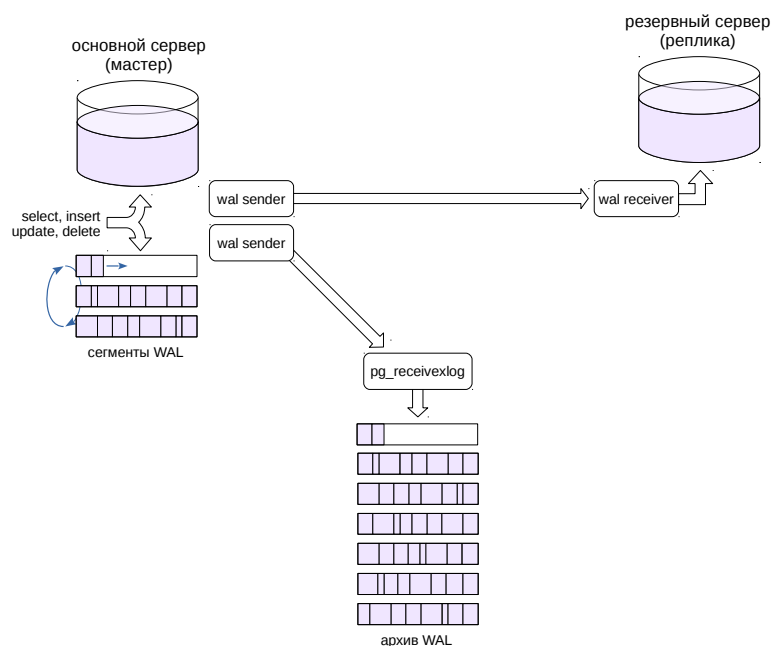 основной сервер
(мастер)
резервный сервер
(реплика)
wal sender
wal receiver
select, insert
update, delete
wal sender
сегменты WAL
pg_receivexlog
архив WAL